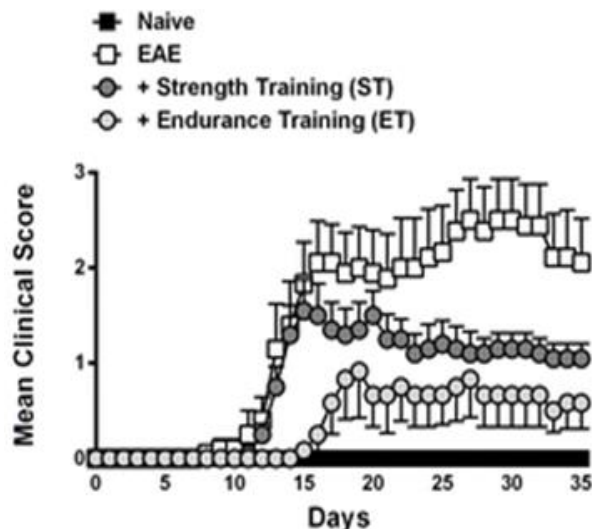 Naive
EAE
+ Strength Training (ST)
+ Endurance Training (ET)
3
2
1
0
Mean Clinical Score
0 5 10 15 20 25 30 35
Days